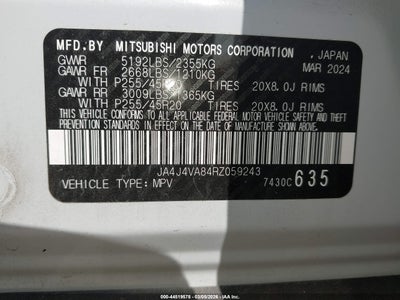 MFD.BY MITSUBISHI MOTORS CORPORATION , JAPAN
GVWR 5192LBS/2355KG MAR 2024
GAWR FR 2668LBS/1210KG
WITH P255/45R20 TIRES 20X8.0J RIMS
GAWR RR 3009LBS/1365KG
WITH P255/45R20 TIRES 20X8.0J RIMS
THIS VEHICLE CONFORMS TO ALL APPLICABLE FEDERAL MOTOR VEHICLE
SAFETY AND THEFT PREVENTION STANDARDS IN EFFECT ON
THE DATE OF MANUFACTURE SHOWN ABOVE.
JA4J4VA84RZ059243
VEHICLE TYPE: MPV 7430C 635